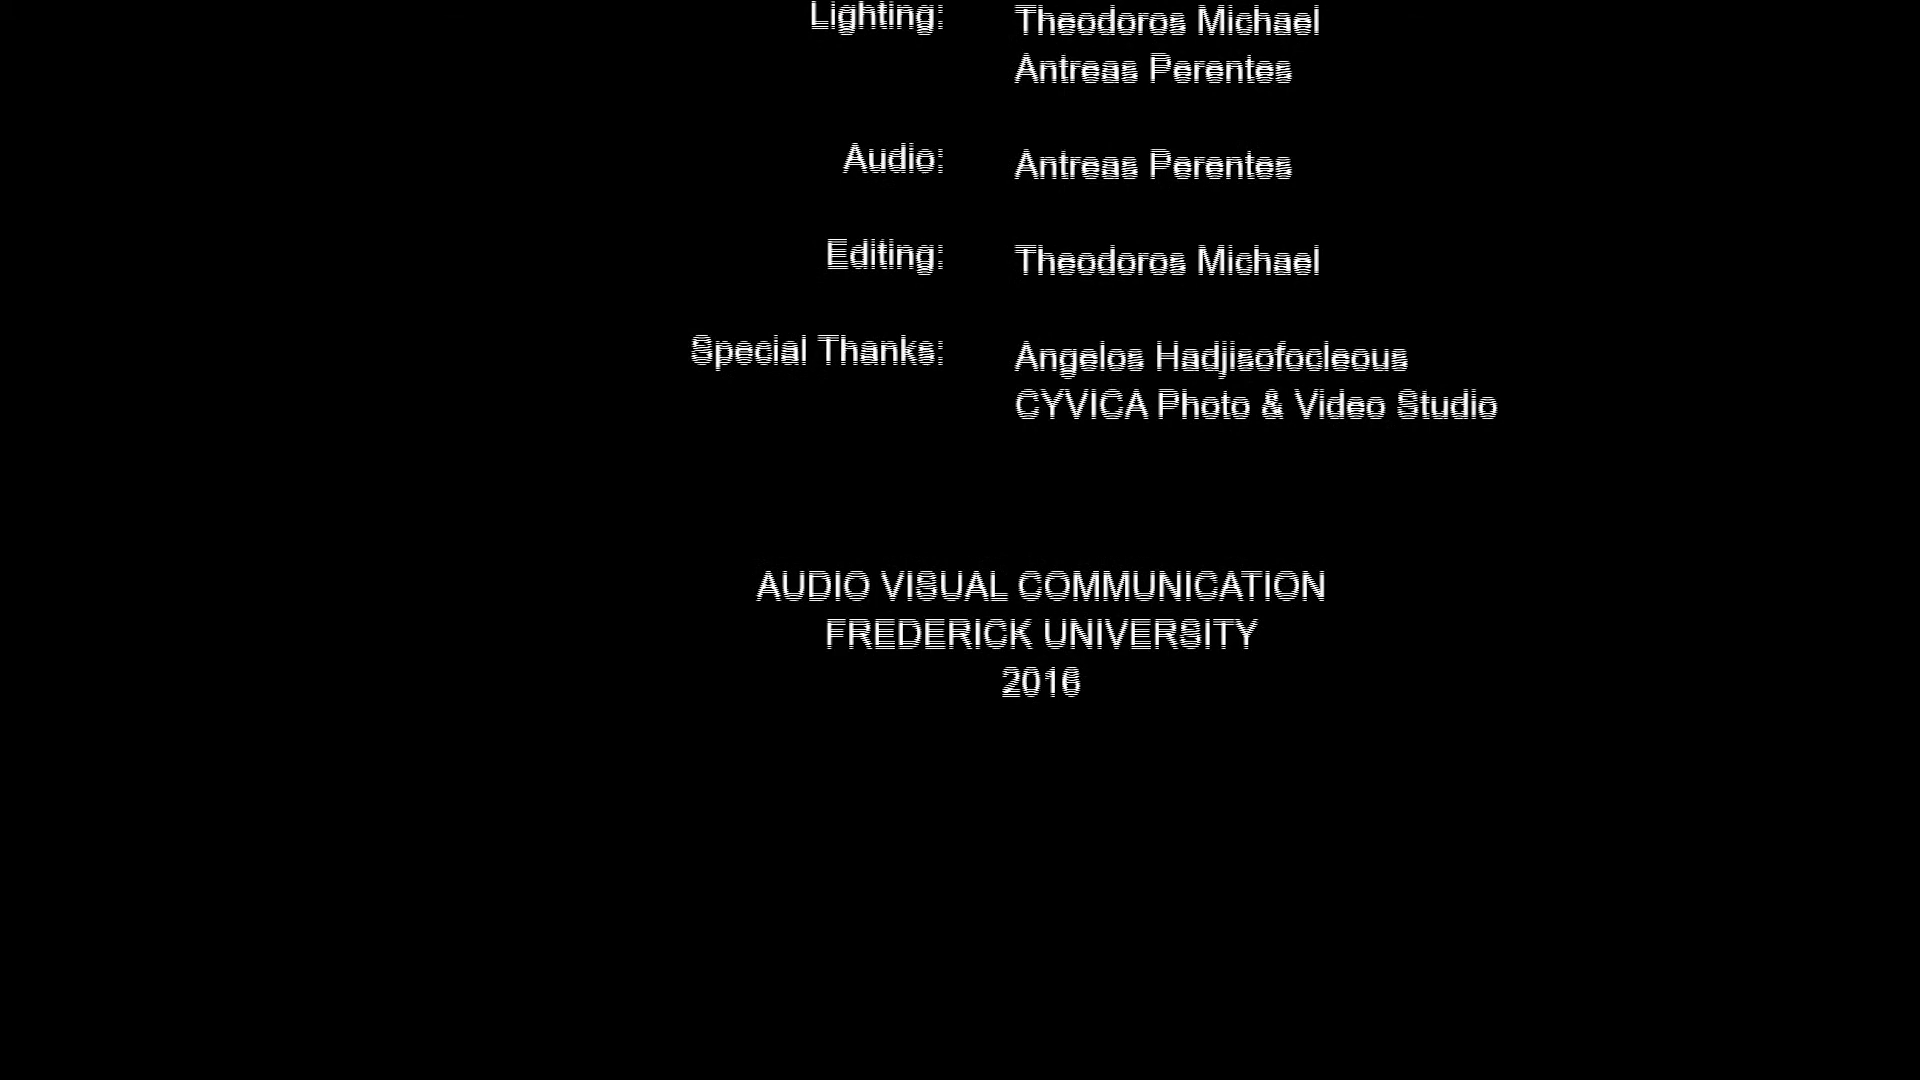 Lighting: Theodoros Michael
Antreas Perentes
Audio: Antreas Perentes
Editing: Theodoros Michael
Special Thanks: Angelos Hadjisofocleous
CYVICA Photo & Video Studio
AUDIO VISUAL COMMUNICATION
FREDERICK UNIVERSITY
2016